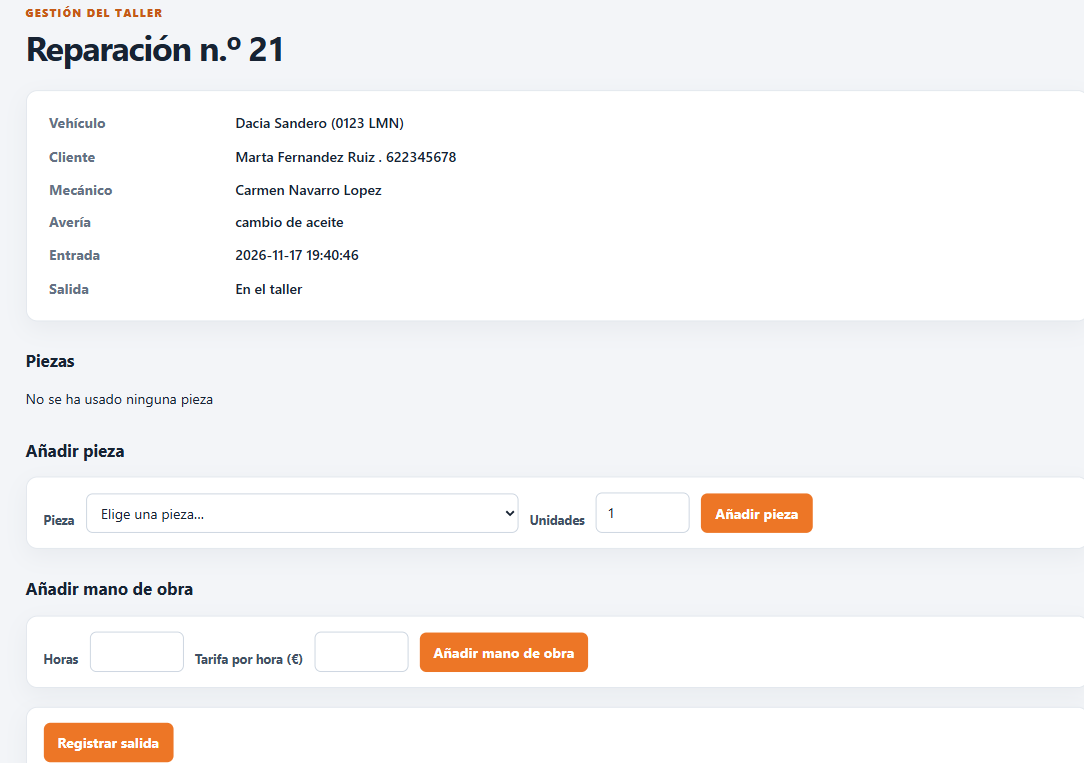 GESTIÓN DEL TALLER
Reparación n.º 21
Vehículo Dacia Sandero (0123 LMN)
Cliente Marta Fernandez Ruiz . 622345678
Mecánico Carmen Navarro Lopez
Avería cambio de aceite
Entrada 2026-11-17 19:40:46
Salida En el taller
Piezas
No se ha usado ninguna pieza
Añadir pieza
Pieza Elige una pieza... Unidades 1 Añadir pieza
Añadir mano de obra
Horas Tarifa por hora (€) Añadir mano de obra
Registrar salida